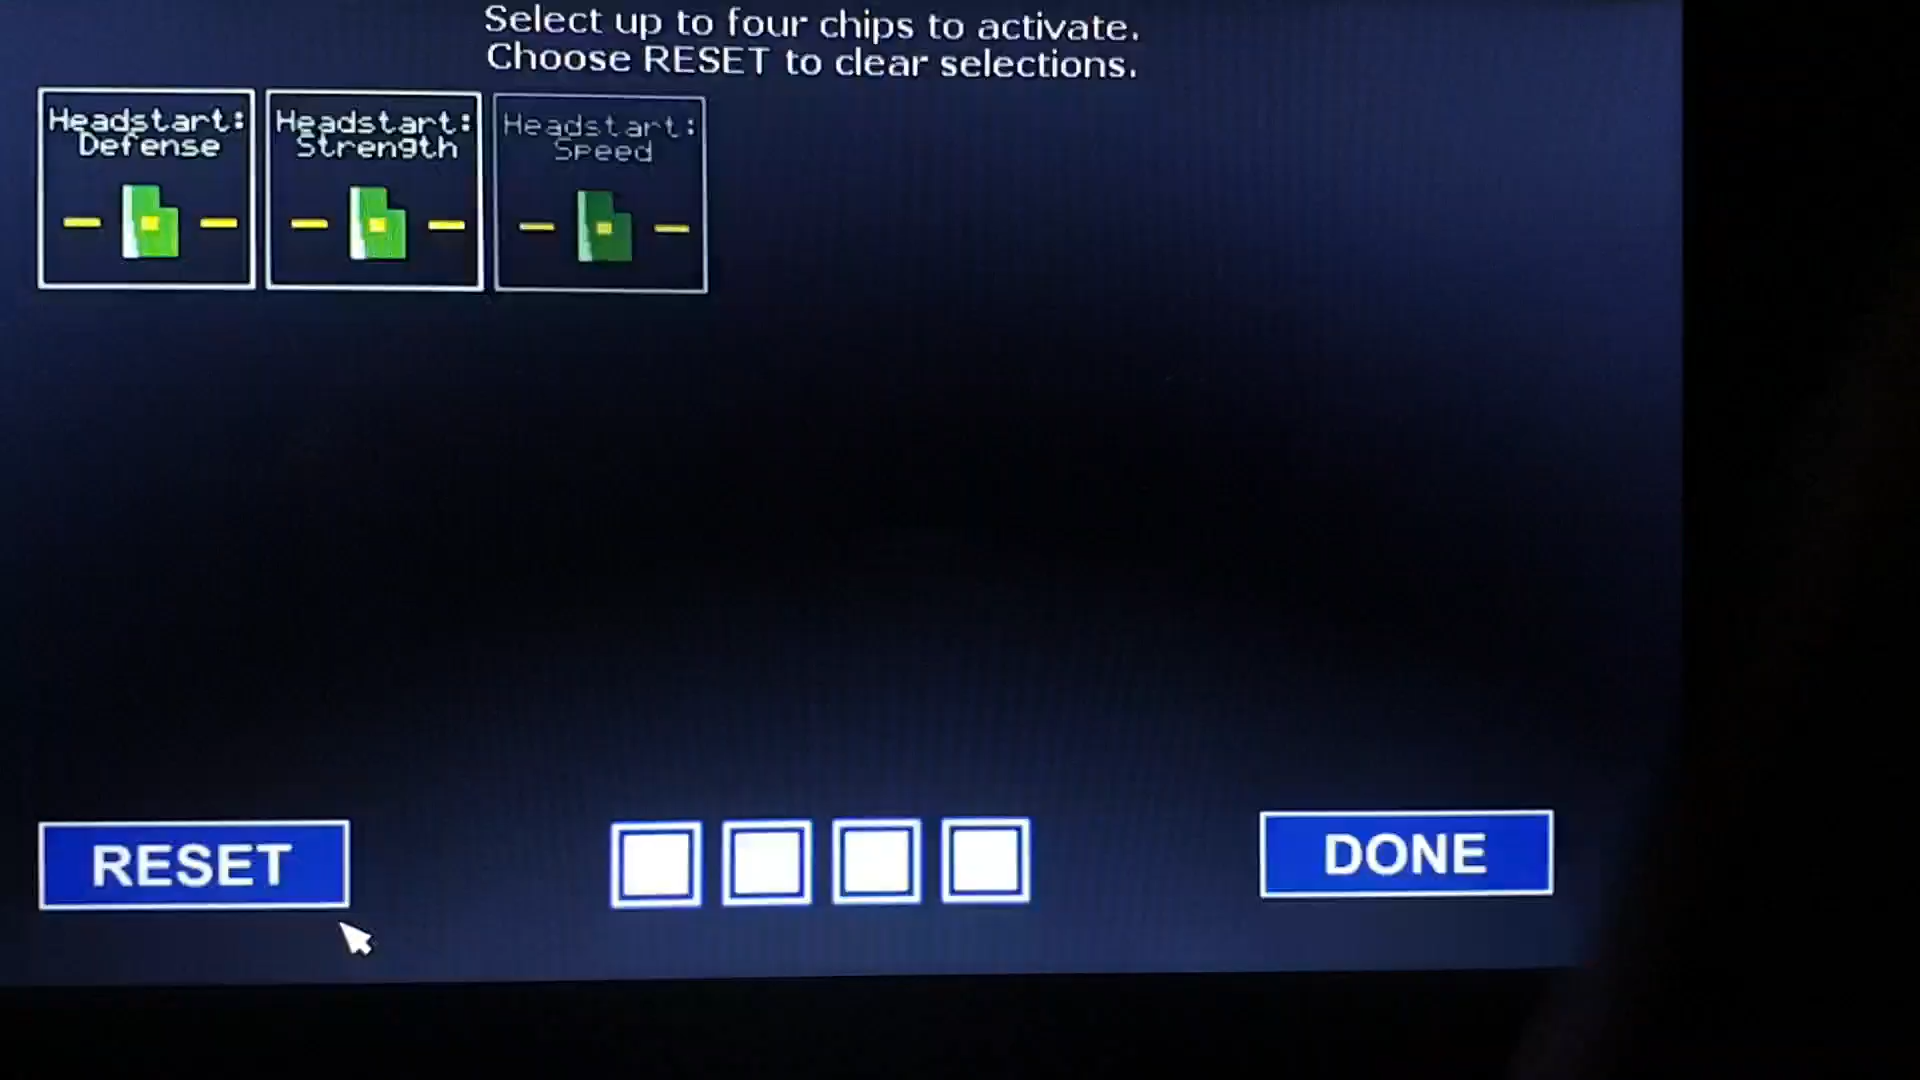 Select up to four chips to activate.
Choose RESET to clear selections.
Headstart:
Defense
Headstart:
Strength
Headstart:
Speed
RESET
DONE